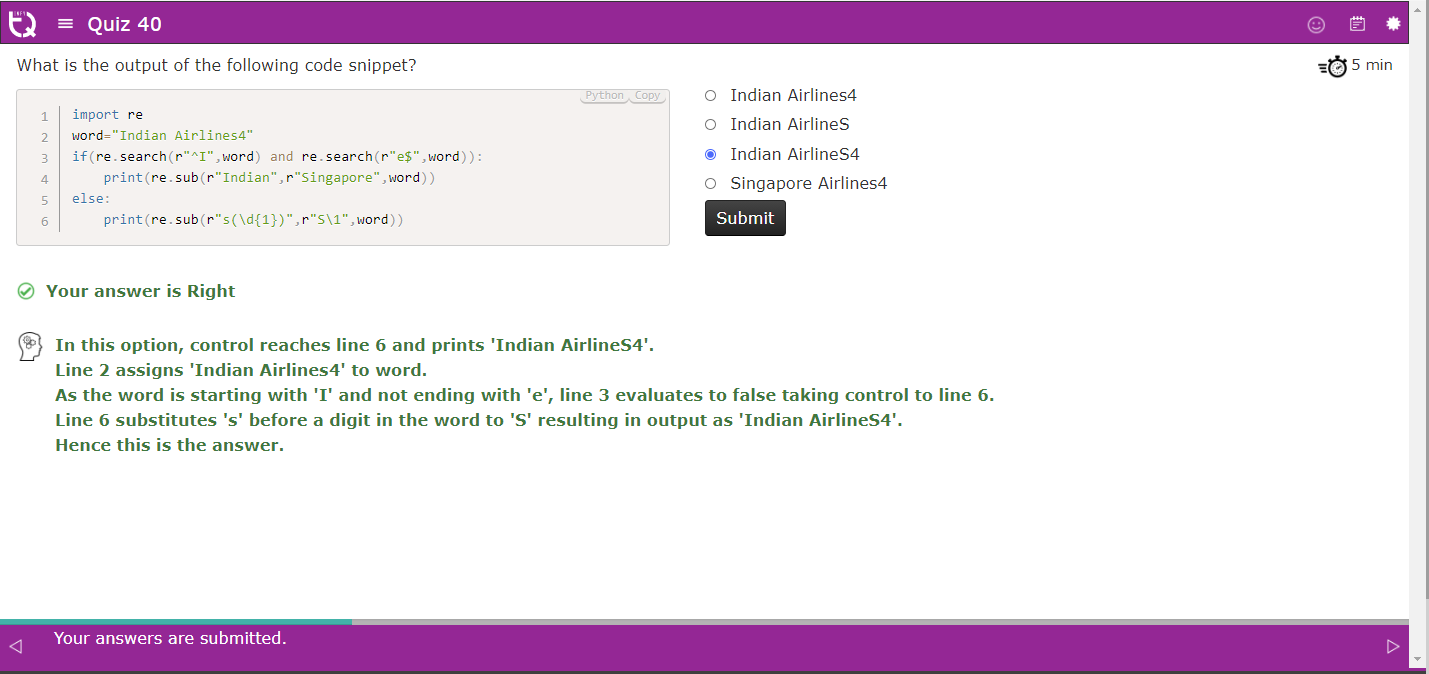 Quiz 40
What is the output of the following code snippet?
5 min
Python Copy
1 import re
2 word="Indian Airlines4"
3 if(re.search(r"^I",word) and re.search(r"e$",word)):
4     print(re.sub(r"Indian",r"Singapore",word))
5 else:
6     print(re.sub(r"s(\d{1})",r"S\1",word))
Indian Airlines4
Indian AirlineS
Indian AirlineS4
Singapore Airlines4
Submit
Your answer is Right
In this option, control reaches line 6 and prints 'Indian AirlineS4'.
Line 2 assigns 'Indian Airlines4' to word.
As the word is starting with 'I' and not ending with 'e', line 3 evaluates to false taking control to line 6.
Line 6 substitutes 's' before a digit in the word to 'S' resulting in output as 'Indian AirlineS4'.
Hence this is the answer.
Your answers are submitted.